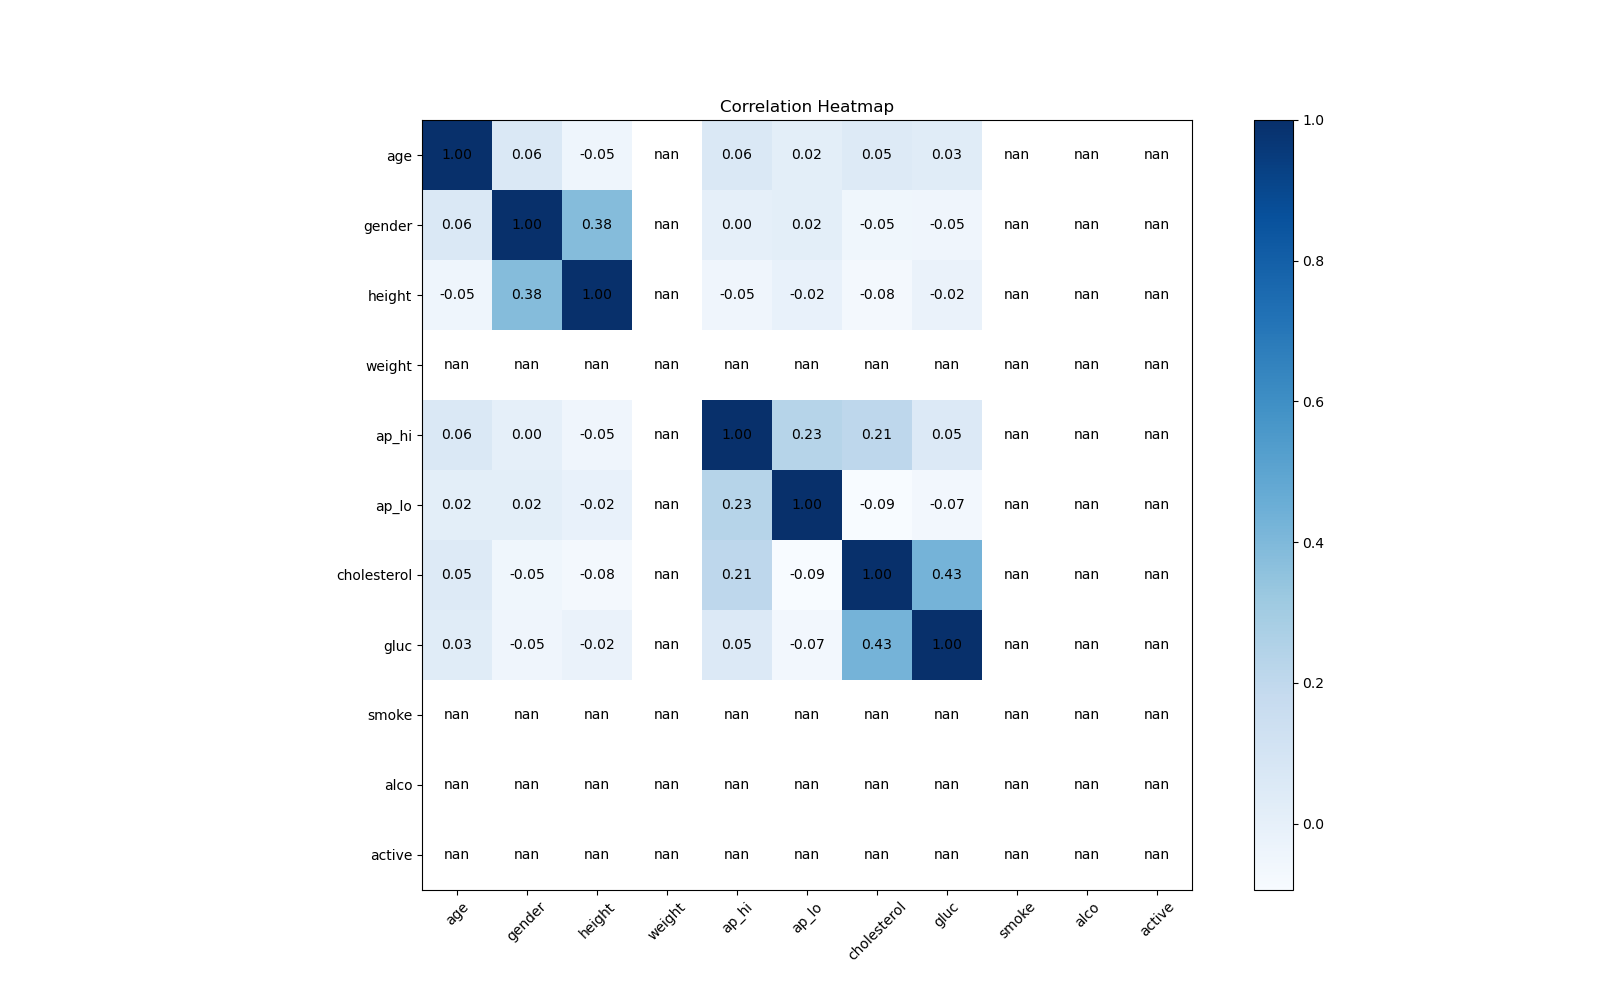 Correlation Heatmap
age 1.00 0.06 -0.05 nan 0.06 0.02 0.05 0.03 nan nan nan
gender 0.06 1.00 0.38 nan 0.00 0.02 -0.05 -0.05 nan nan nan
height -0.05 0.38 1.00 nan -0.05 -0.02 -0.08 -0.02 nan nan nan
weight nan nan nan nan nan nan nan nan nan nan nan
ap_hi 0.06 0.00 -0.05 nan 1.00 0.23 0.21 0.05 nan nan nan
ap_lo 0.02 0.02 -0.02 nan 0.23 1.00 -0.09 -0.07 nan nan nan
cholesterol 0.05 -0.05 -0.08 nan 0.21 -0.09 1.00 0.43 nan nan nan
gluc 0.03 -0.05 -0.02 nan 0.05 -0.07 0.43 1.00 nan nan nan
smoke nan nan nan nan nan nan nan nan nan nan nan
alco nan nan nan nan nan nan nan nan nan nan nan
active nan nan nan nan nan nan nan nan nan nan nan
age gender height weight ap_hi ap_lo cholesterol gluc smoke alco active
1.0
0.8
0.6
0.4
0.2
0.0